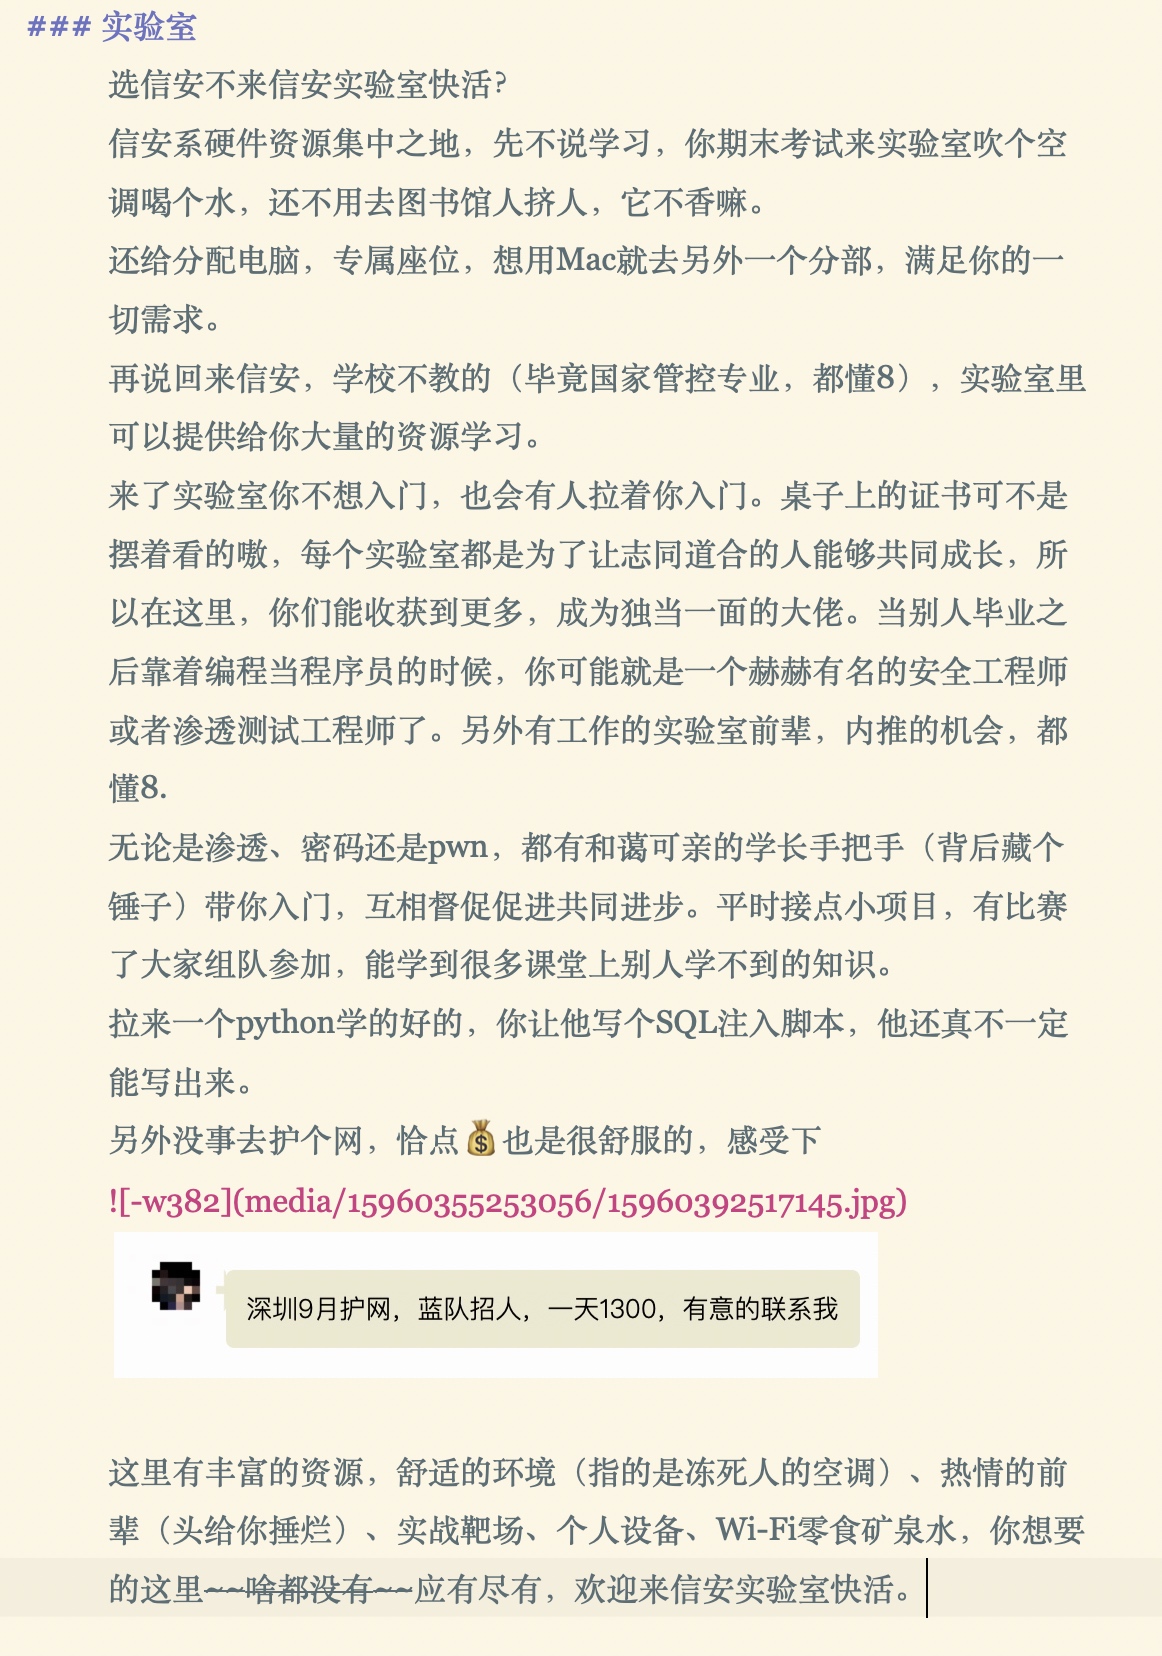 ### 实验室
选信安不来信安实验室快活?
信安系硬件资源集中之地，先不说学习，你期末考试来实验室吹个空
调喝个水，还不用去图书馆人挤人，它不香嘛。
还给分配电脑，专属座位，想用Mac就去另外一个分部，满足你的一
切需求。
再说回来信安，学校不教的（毕竟国家管控专业，都懂8），实验室里
可以提供给你大量的资源学习。
来了实验室你不想入门，也会有人拉着你入门。桌子上的证书可不是
摆着看的嗷，每个实验室都是为了让志同道合的人能够共同成长，所
以在这里，你们能收获到更多，成为独当一面的大佬。当别人毕业之
后靠着编程当程序员的时候，你可能就是一个赫赫有名的安全工程师
或者渗透测试工程师了。另外有工作的实验室前辈，内推的机会，都
懂8.
无论是渗透、密码还是pwn，都有和蔼可亲的学长手把手（背后藏个
锤子）带你入门，互相督促促进共同进步。平时接点小项目，有比赛
了大家组队参加，能学到很多课堂上别人学不到的知识。
拉来一个python学的好的，你让他写个SQL注入脚本，他还真不一定
能写出来。
另外没事去护个网，恰点💰也是很舒服的，感受下
![-w382](media/15960355253056/15960392517145.jpg)
深圳9月护网，蓝队招人，一天1300，有意的联系我
这里有丰富的资源，舒适的环境（指的是冻死人的空调）、热情的前
辈（头给你捶烂）、实战靶场、个人设备、Wi-Fi零食矿泉水，你想要
的这里~~啥都没有~~应有尽有，欢迎来信安实验室快活。